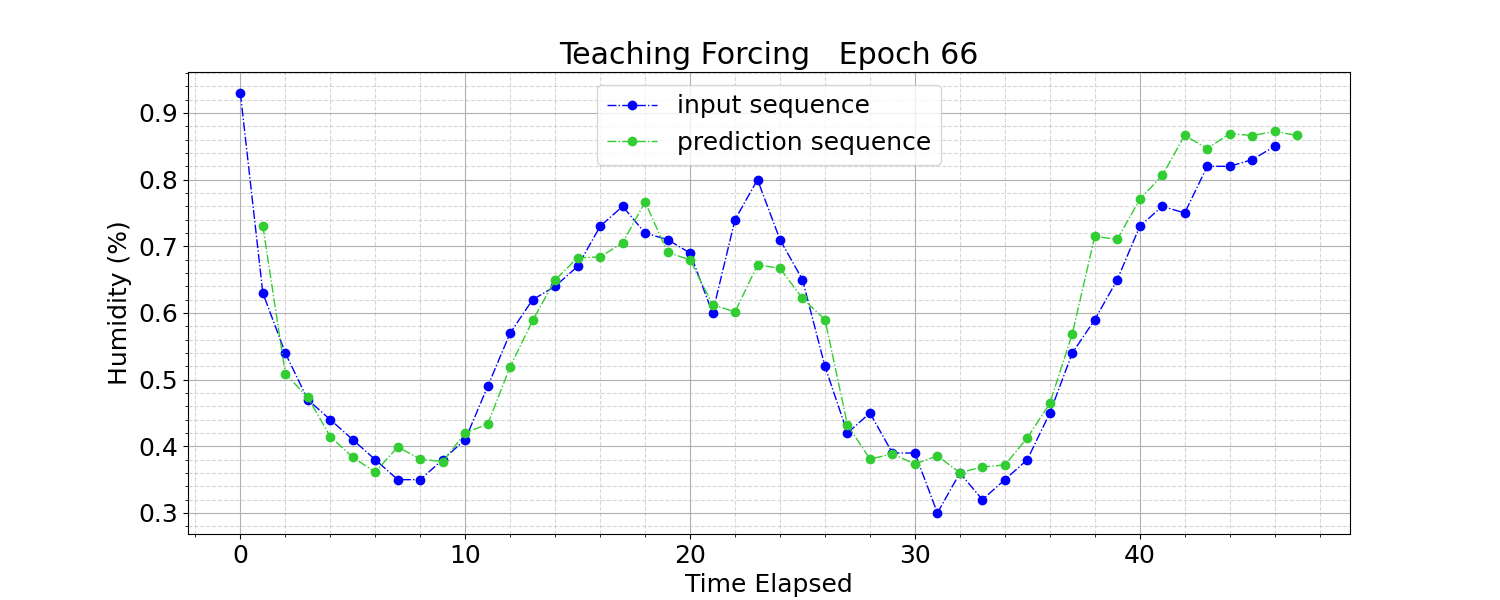 Teaching Forcing   Epoch 66
input sequence
prediction sequence
Humidity (%)
0.9
0.8
0.7
0.6
0.5
0.4
0.3
0 10 20 30 40
Time Elapsed